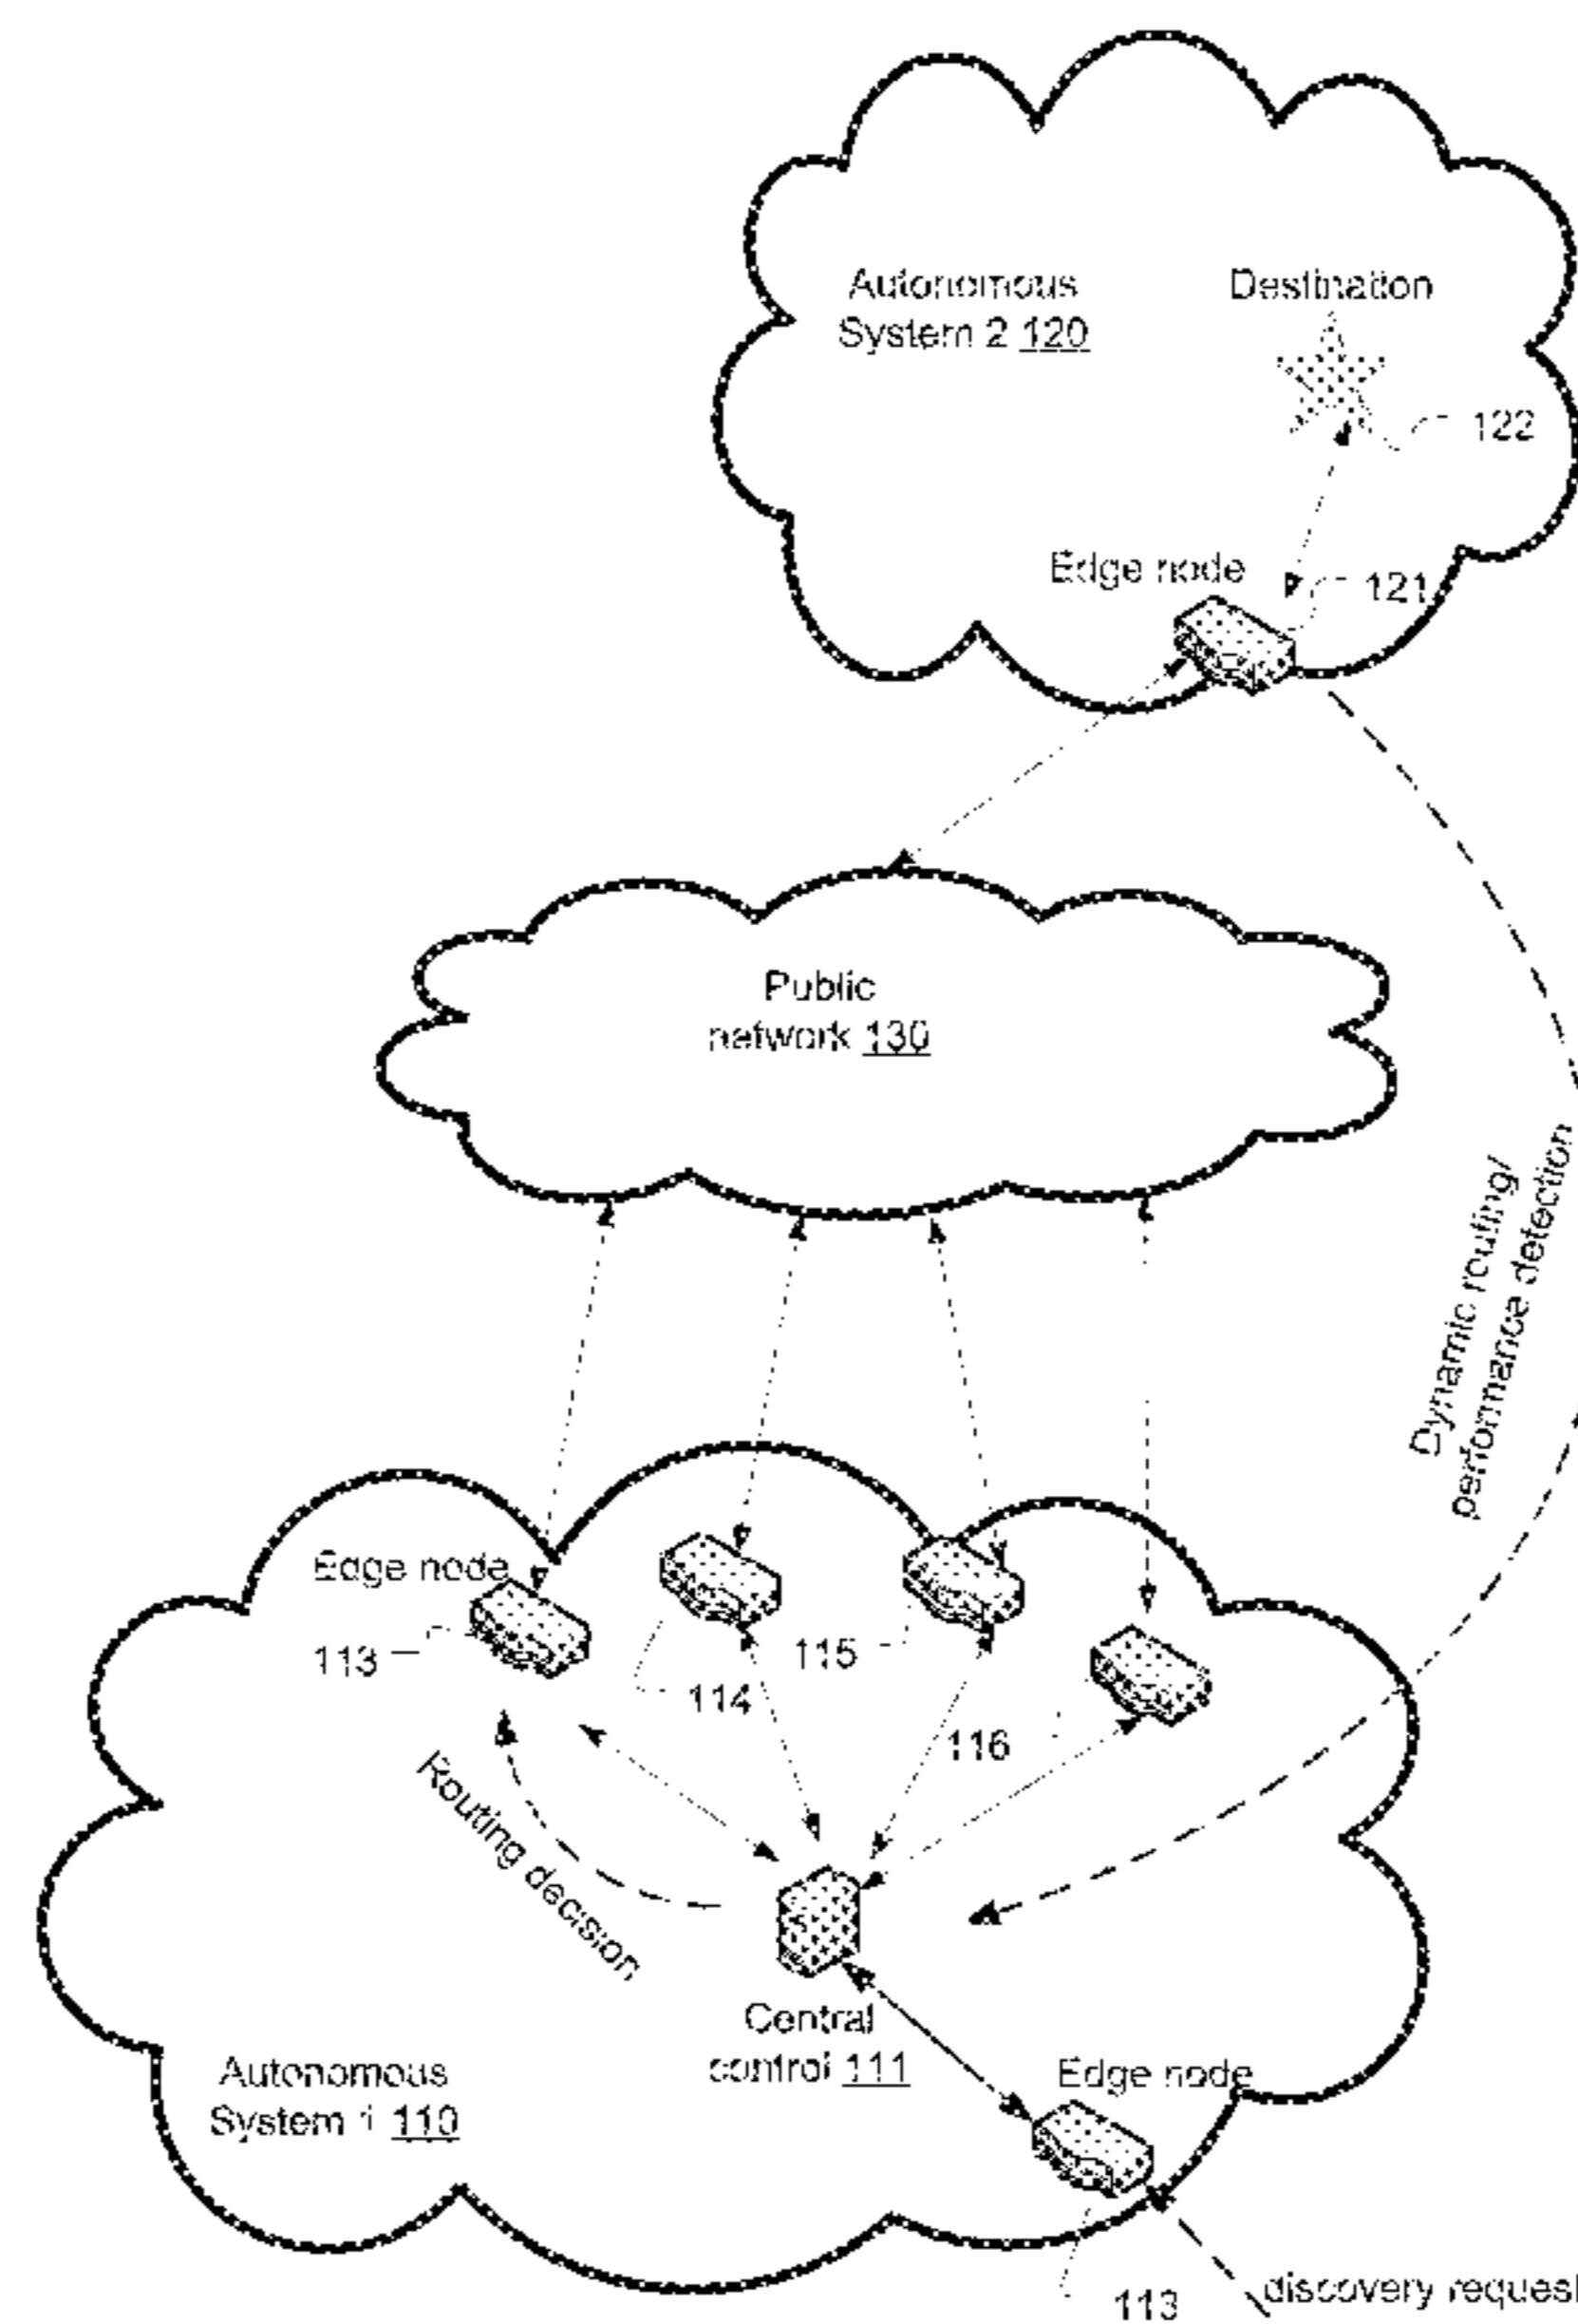 Autonomous
System 2 120
Destination
122
Edge node
121
Public
network 130
Dynamic routing/
performance detection
Edge node
113
114
115
116
Routing decision
Central
control 111
Autonomous
System 1 110
Edge node
113
discovery request